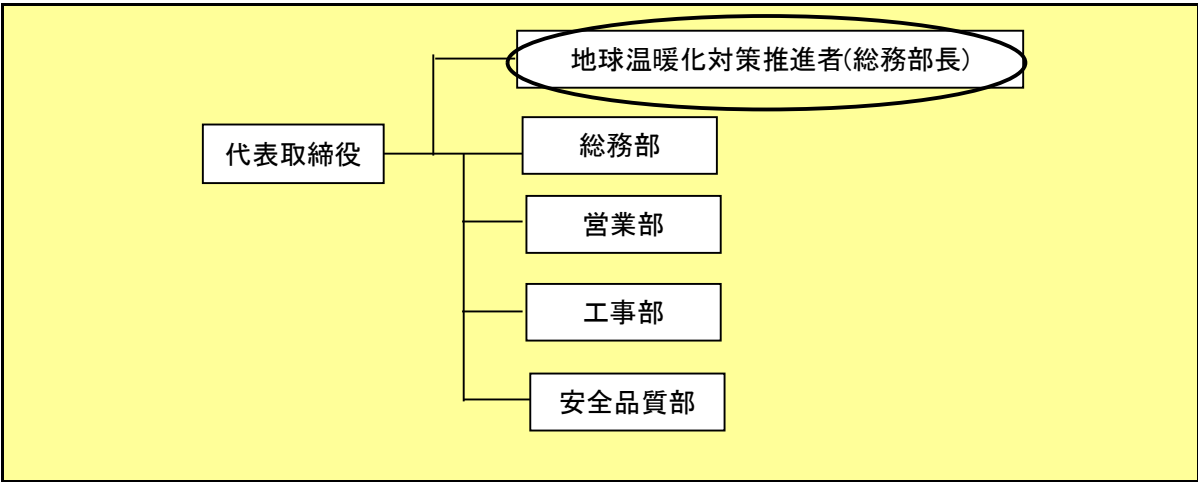 地球温暖化対策推進者(総務部長)
代表取締役
総務部
営業部
工事部
安全品質部